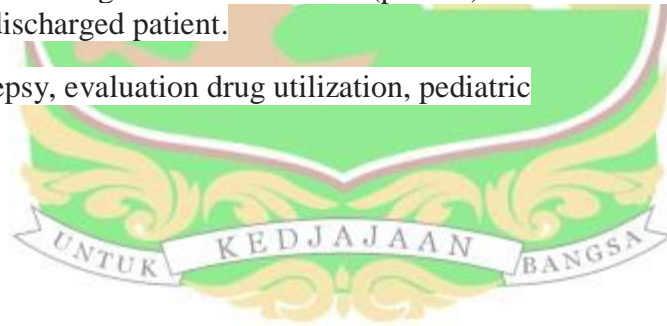 discharged patient.
epsy, evaluation drug utilization, pediatric
UNTUK KEDJAJAAN BANGSA